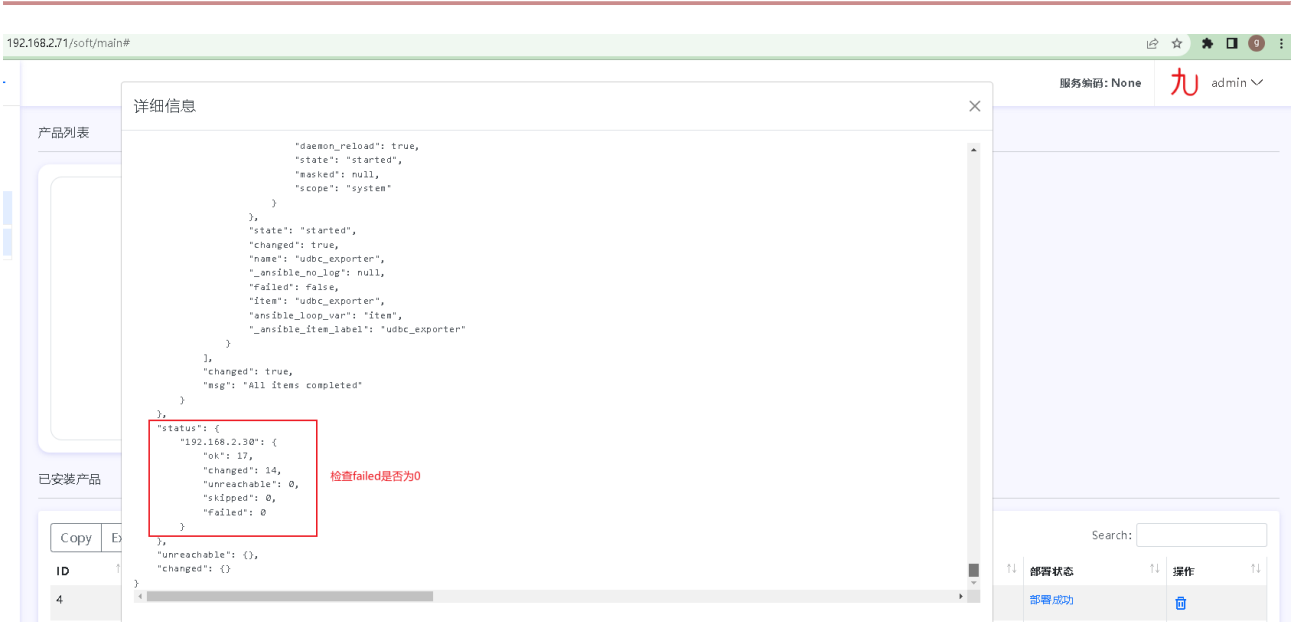 192.168.2.71/soft/main#
g
服务编码: None
九
admin
详细信息
产品列表
"daemon_reload": true,
"state": "started",
"masked": null,
"scope": "system"
}
},
"state": "started",
"changed": true,
"name": "udbc_exporter",
"_ansible_no_log": null,
"failed": false,
"item": "udbc_exporter",
"ansible_loop_var": "item",
"_ansible_item_label": "udbc_exporter"
}
],
"changed": true,
"msg": "All items completed"
}
},
"status": {
"192.168.2.30": {
"ok": 17,
"changed": 14,
"unreachable": 0,
"skipped": 0,
"failed": 0
}
},
"unreachable": {},
"changed": {}
}
检查failed是否为0
已安装产品
Copy
Search:
ID
部署状态
操作
4
部署成功